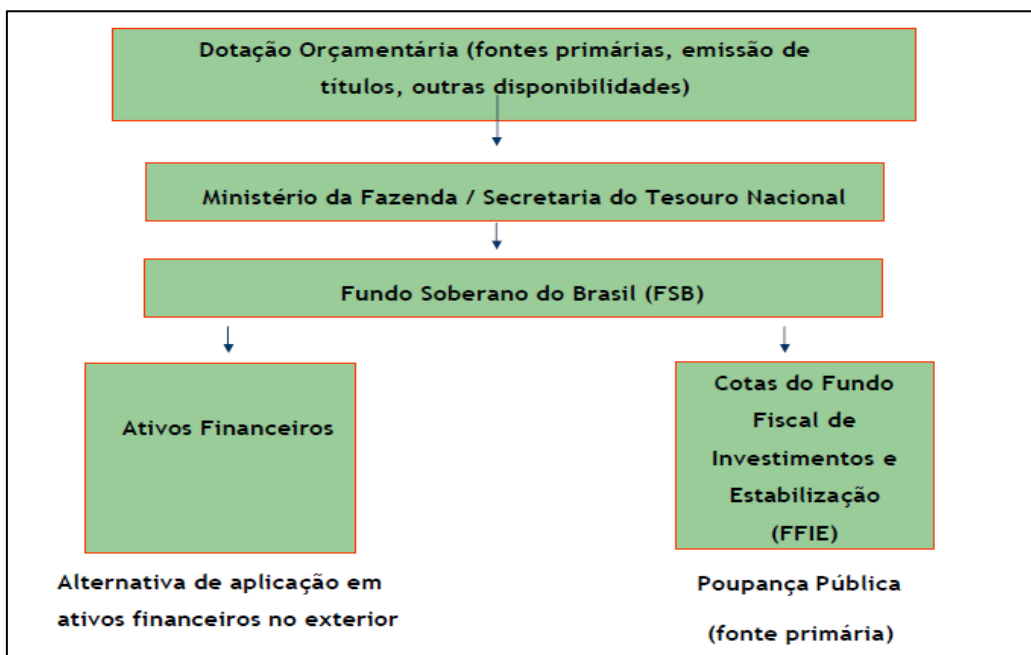 Dotação Orçamentária (fontes primárias, emissão de
títulos, outras disponibilidades)
Ministério da Fazenda / Secretaria do Tesouro Nacional
Fundo Soberano do Brasil (FSB)
Ativos Financeiros
Cotas do Fundo
Fiscal de
Investimentos e
Estabilização
(FFIE)
Alternativa de aplicação em
ativos financeiros no exterior
Poupança Pública
(fonte primária)